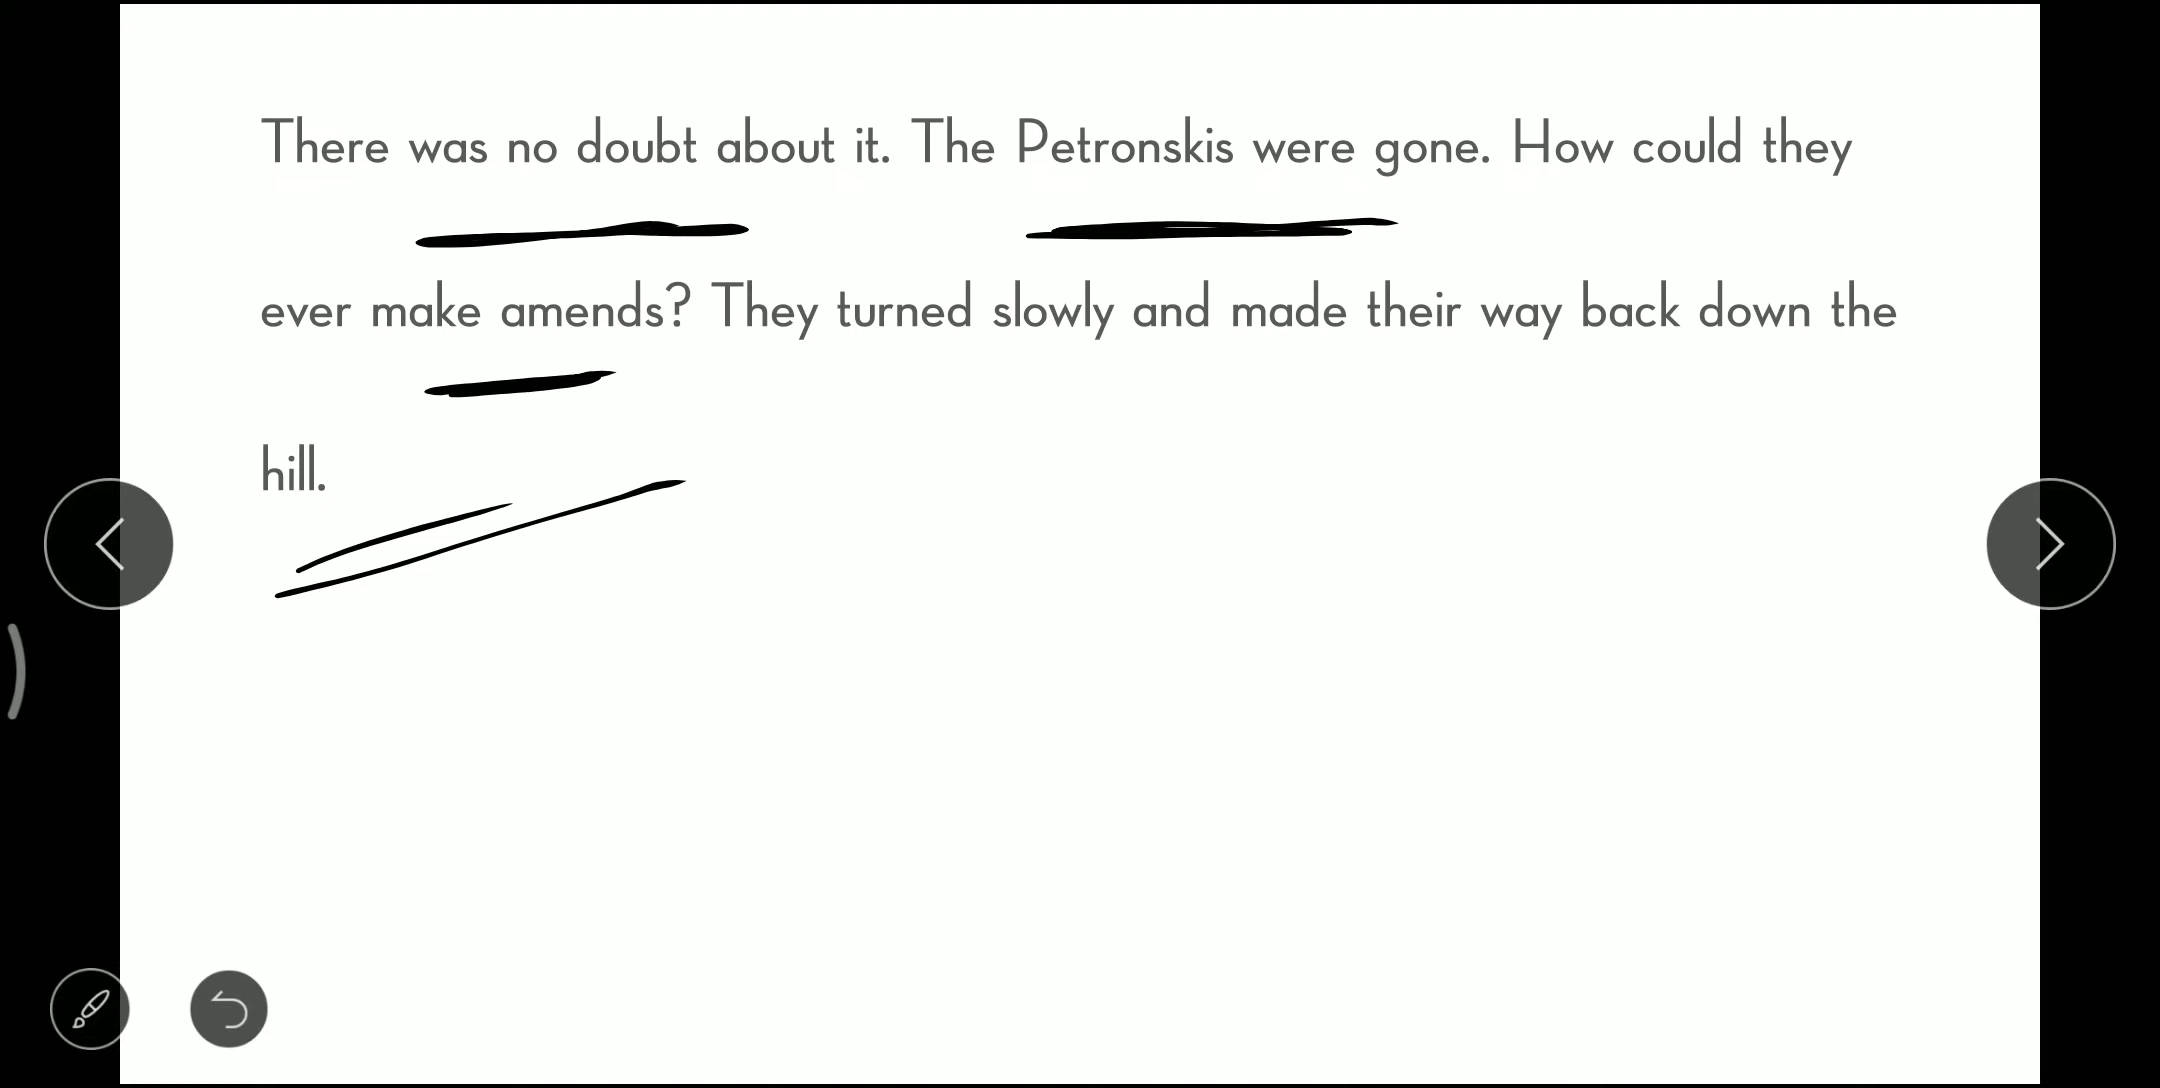 There was no doubt about it. The Petronskis were gone. How could they
ever make amends? They turned slowly and made their way back down the
hill.